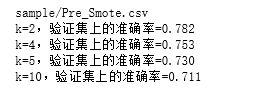 sample/Pre_Smote.csv
k=2，验证集上的准确率=0.782
k=4，验证集上的准确率=0.753
k=5，验证集上的准确率=0.730
k=10，验证集上的准确率=0.711